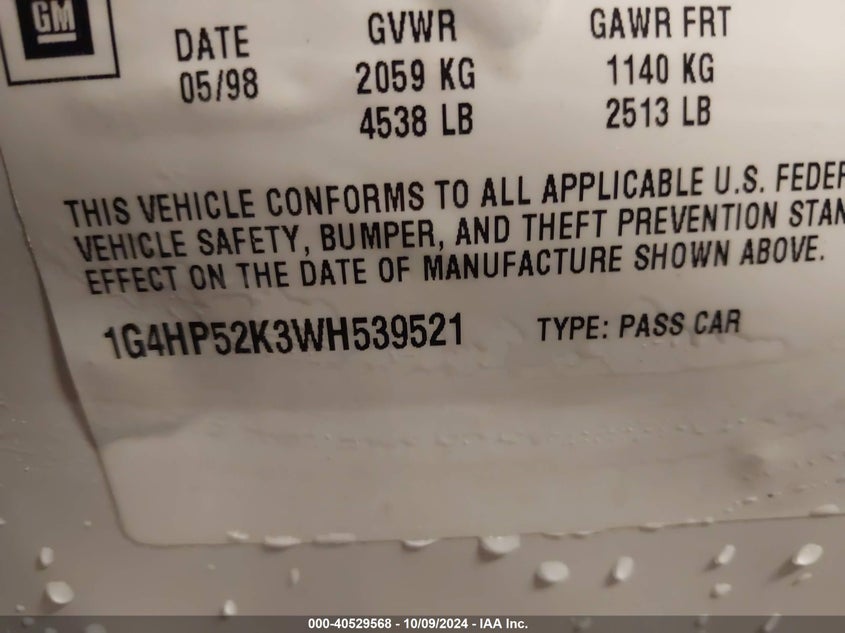 GM
DATE GVWR GAWR FRT
05/98 2059 KG 1140 KG
4538 LB 2513 LB
THIS VEHICLE CONFORMS TO ALL APPLICABLE U.S. FEDER
VEHICLE SAFETY, BUMPER, AND THEFT PREVENTION STAN
EFFECT ON THE DATE OF MANUFACTURE SHOWN ABOVE.
1G4HP52K3WH539521 TYPE: PASS CAR
000-40529568 - 10/09/2024 - IAA Inc.